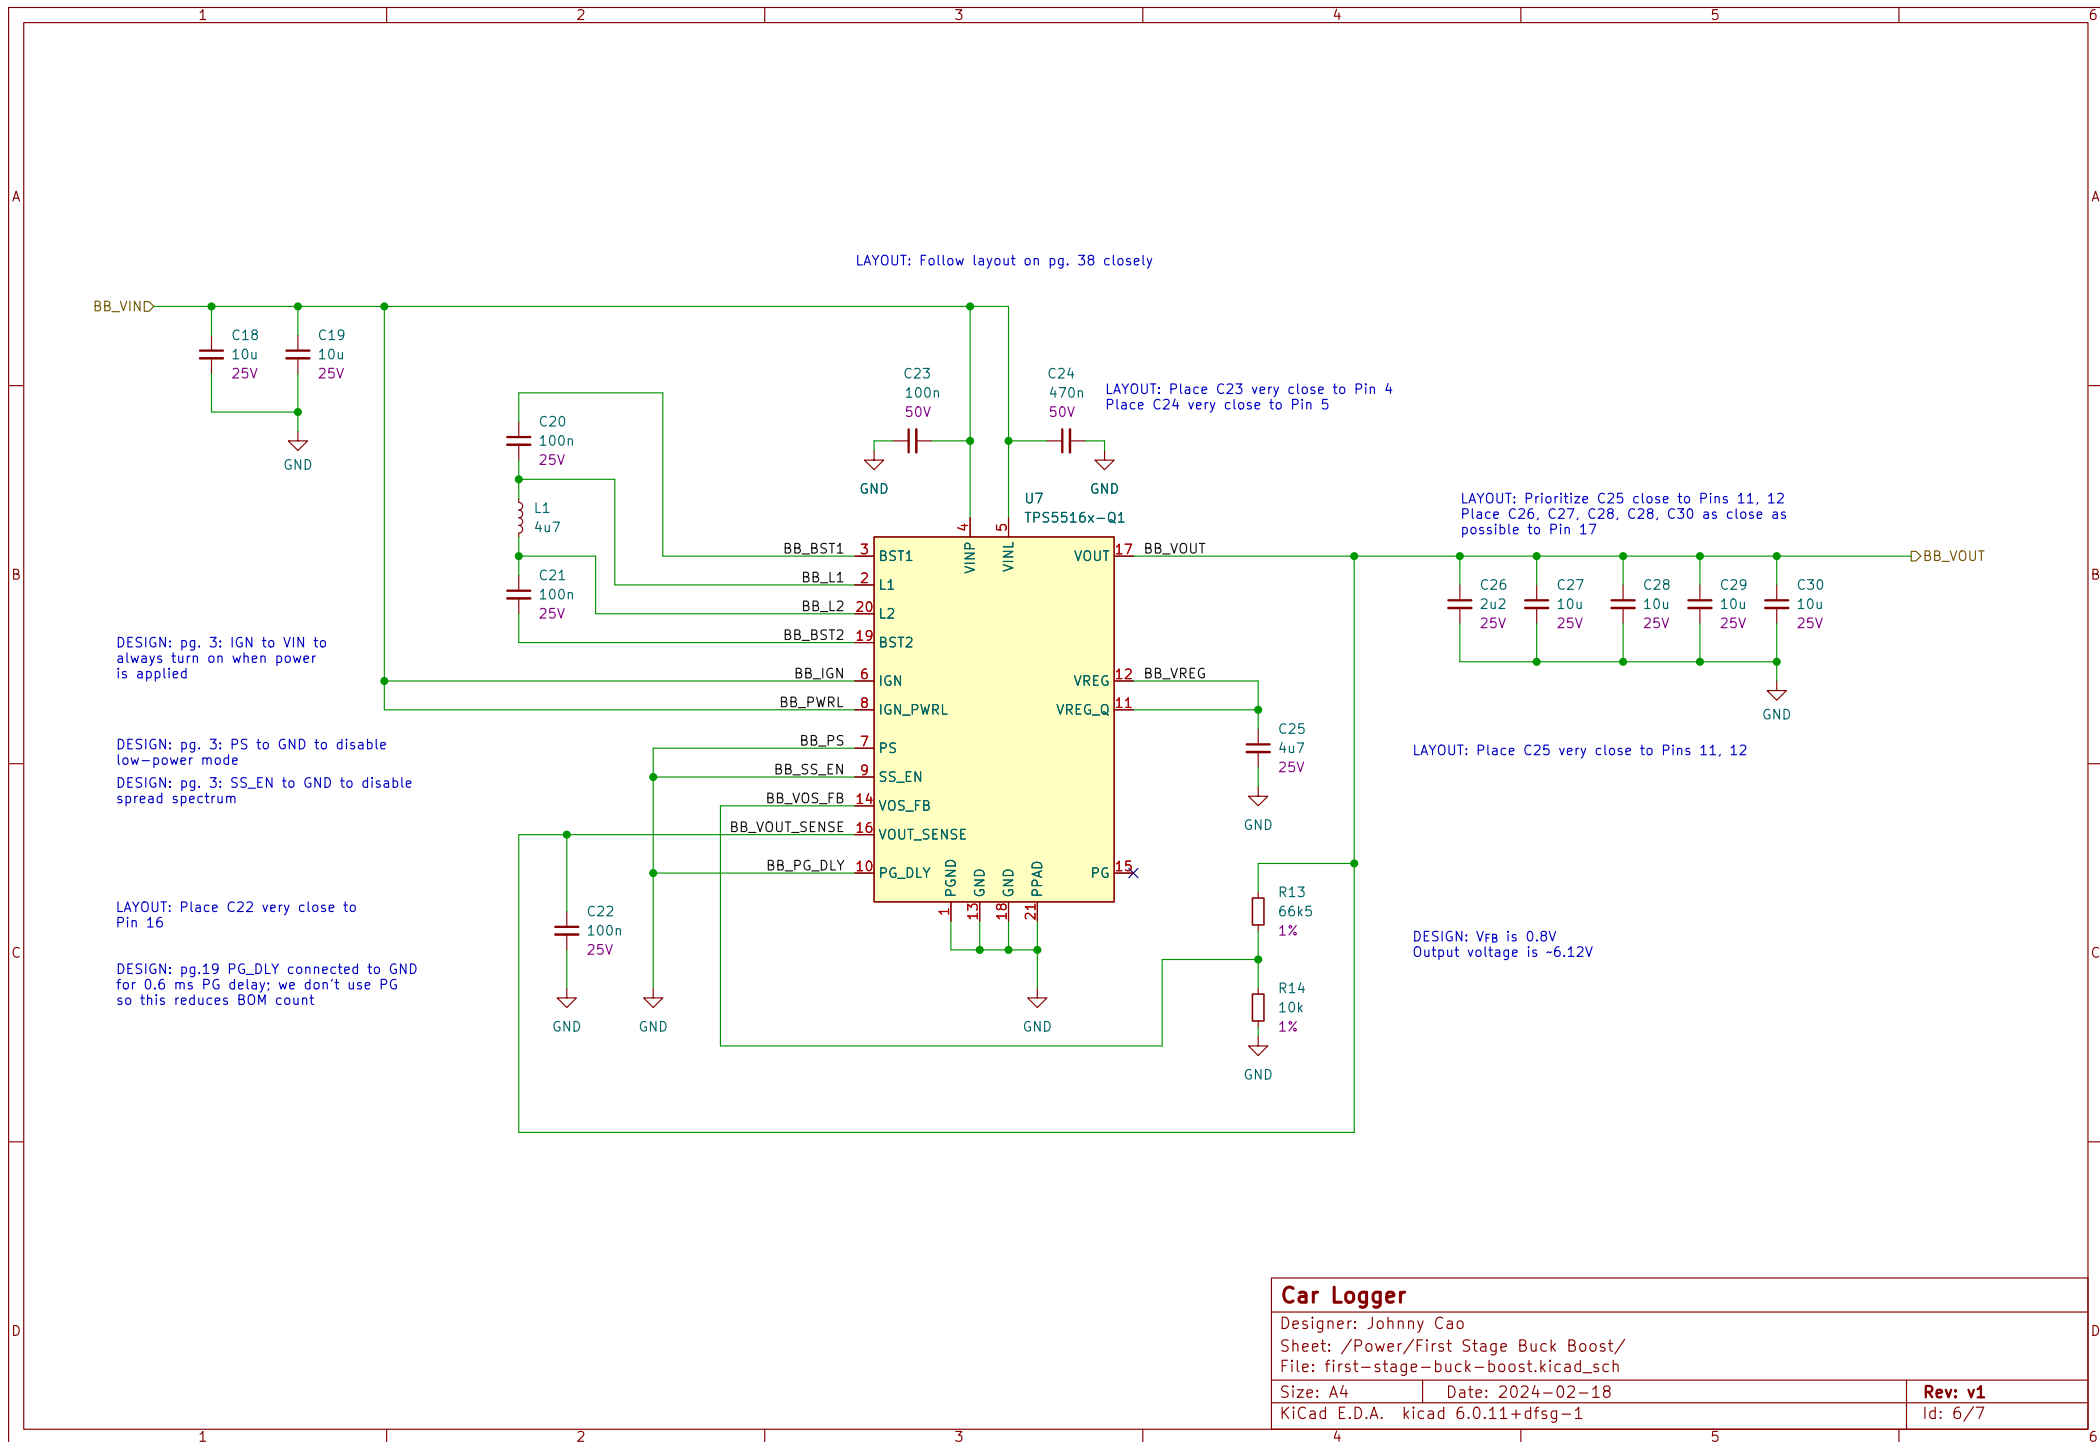 1 2 3 4 5 6
A A
B B
C C
D D
LAYOUT: Follow layout on pg. 38 closely
BB_VIN
C18
10u
25V
C19
10u
25V
GND
C20
100n
25V
L1
4u7
C21
100n
25V
C23
100n
50V
GND
C24
470n
50V
GND
LAYOUT: Place C23 very close to Pin 4
Place C24 very close to Pin 5
U7
TPS5516x-Q1
4 VINP
5 VINL
BB_BST1 3 BST1
BB_L1 2 L1
BB_L2 20 L2
BB_BST2 19 BST2
BB_IGN 6 IGN
BB_PWRL 8 IGN_PWRL
BB_PS 7 PS
BB_SS_EN 9 SS_EN
BB_VOS_FB 14 VOS_FB
BB_VOUT_SENSE 16 VOUT_SENSE
BB_PG_DLY 10 PG_DLY
VOUT 17 BB_VOUT
VREG 12 BB_VREG
VREG_Q 11
PG 15
PGND 1
GND 13
GND 18
PPAD 21
GND
LAYOUT: Prioritize C25 close to Pins 11, 12
Place C26, C27, C28, C28, C30 as close as
possible to Pin 17
BB_VOUT
C26
2u2
25V
C27
10u
25V
C28
10u
25V
C29
10u
25V
C30
10u
25V
GND
C25
4u7
25V
GND
LAYOUT: Place C25 very close to Pins 11, 12
DESIGN: pg. 3: IGN to VIN to
always turn on when power
is applied
DESIGN: pg. 3: PS to GND to disable
low-power mode
DESIGN: pg. 3: SS_EN to GND to disable
spread spectrum
LAYOUT: Place C22 very close to
Pin 16
DESIGN: pg.19 PG_DLY connected to GND
for 0.6 ms PG delay; we don't use PG
so this reduces BOM count
C22
100n
25V
GND
GND
R13
66k5
1%
R14
10k
1%
GND
DESIGN: VFB is 0.8V
Output voltage is ~6.12V
Car Logger
Designer: Johnny Cao
Sheet: /Power/First Stage Buck Boost/
File: first-stage-buck-boost.kicad_sch
Size: A4 Date: 2024-02-18 Rev: v1
KiCad E.D.A. kicad 6.0.11+dfsg-1 Id: 6/7
1 2 3 4 5 6